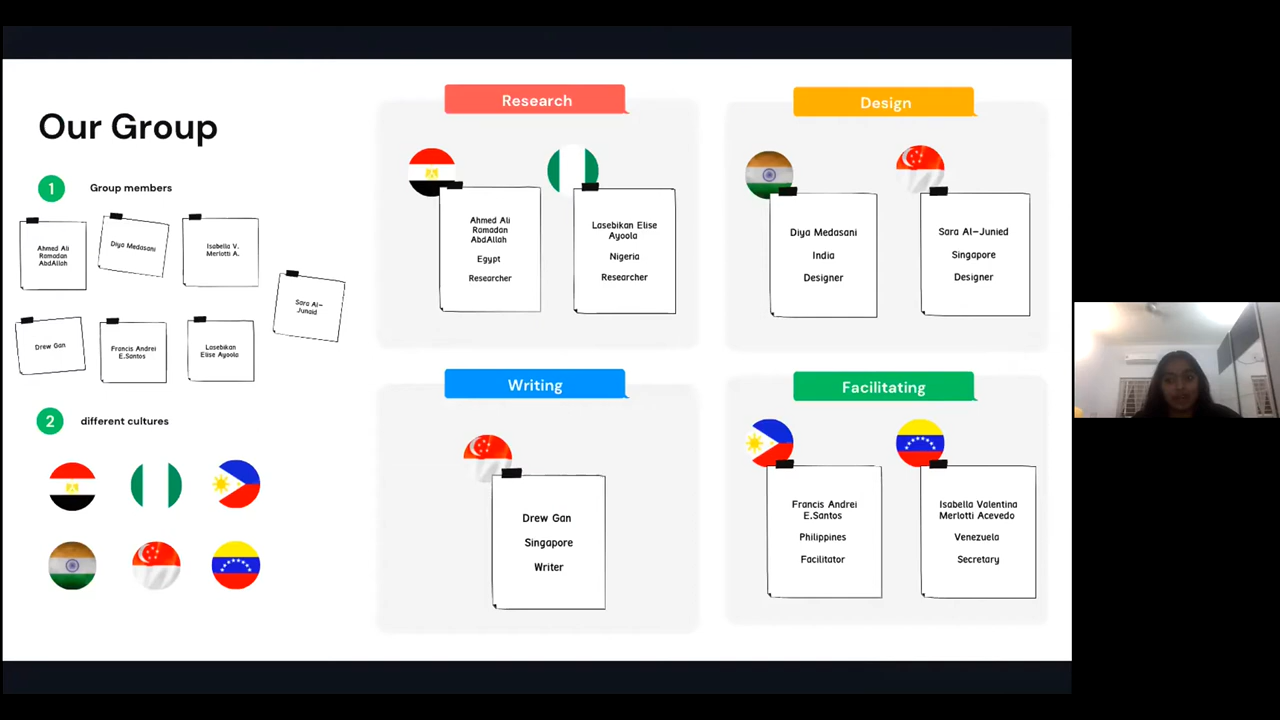 Our Group
1
Group members
Ahmed Ali
Ramadan
AbdAllah
Diya Medasani
Isabella V.
Merlotti A.
Sara Al-
Junaid
Drew Gan
Francis Andrei
E.Santos
Lasebikan
Elise Ayoola
2
different cultures
Research
Ahmed Ali
Ramadan
AbdAllah
Egypt
Researcher
Lasebikan Elise
Ayoola
Nigeria
Researcher
Design
Diya Medasani
India
Designer
Sara Al-Junied
Singapore
Designer
Writing
Drew Gan
Singapore
Writer
Facilitating
Francis Andrei
E.Santos
Philippines
Facilitator
Isabella Valentina
Merlotti Acevedo
Venezuela
Secretary